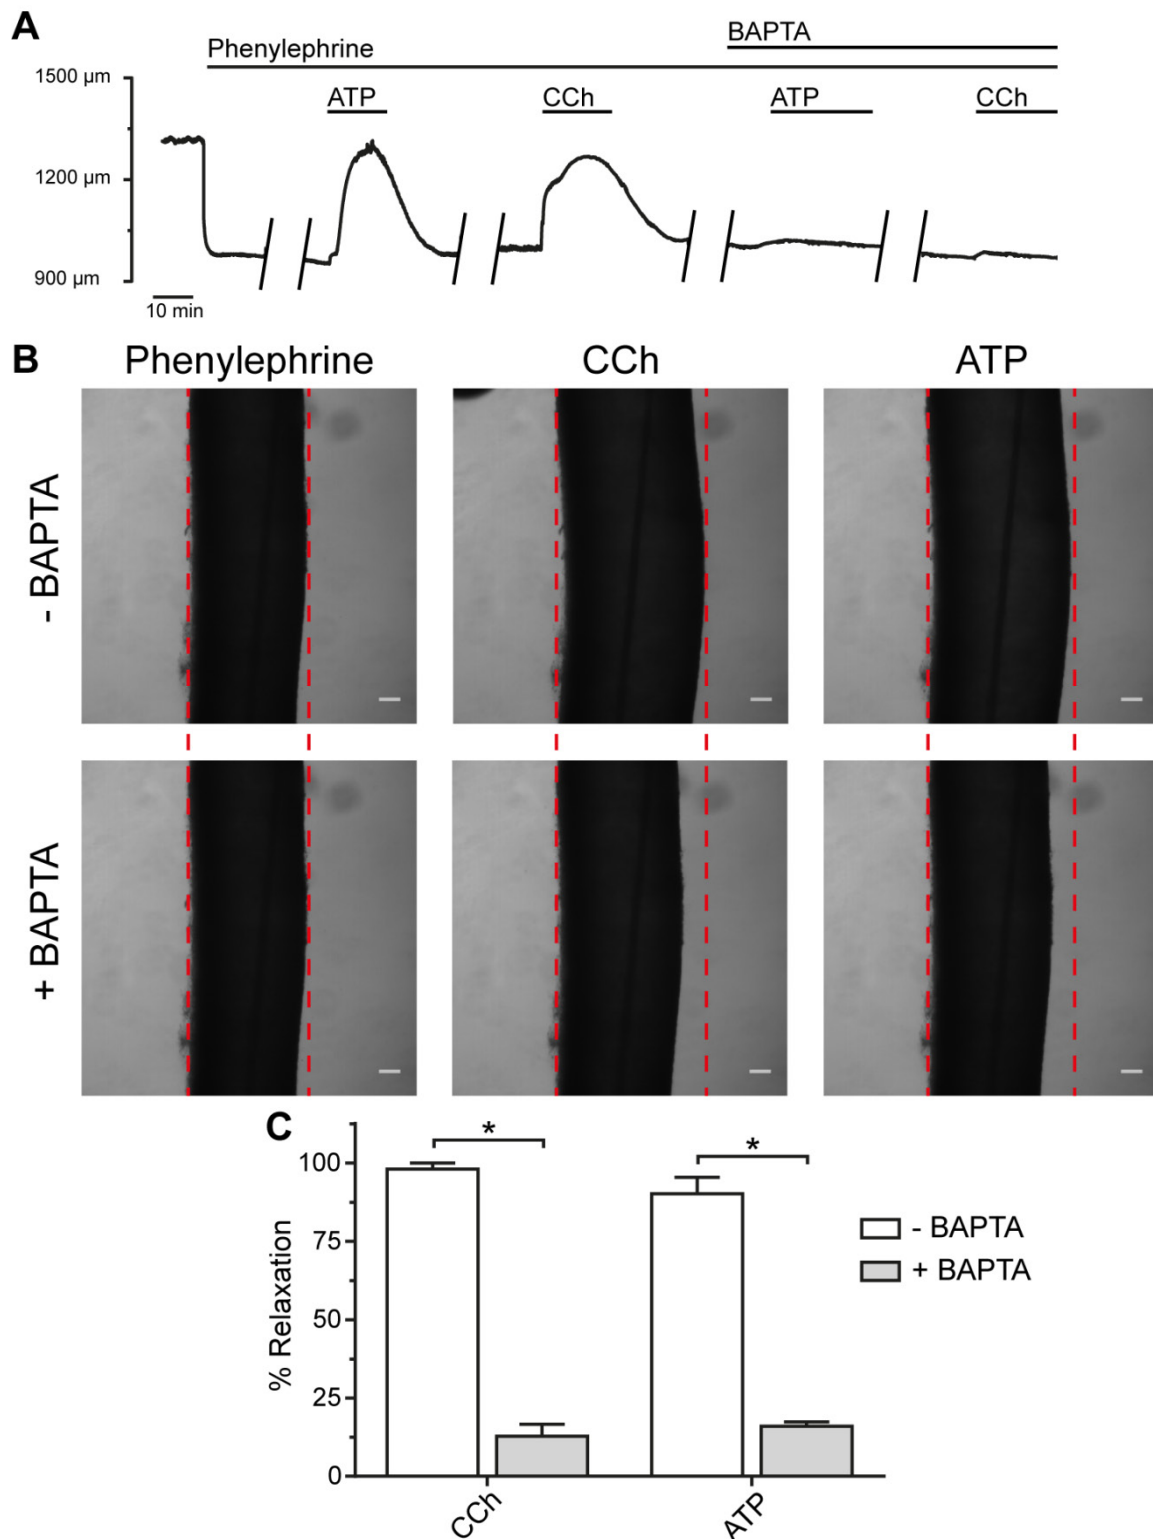 A
BAPTA
Phenylephrine
1500 µm
ATP
CCh
ATP
CCh
1200 µm
900 µm
10 min
B
Phenylephrine
CCh
ATP
- BAPTA
+ BAPTA
C
*
*
100
75
50
25
0
% Relaxation
- BAPTA
+ BAPTA
CCh
ATP